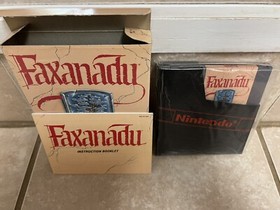 Faxanadu
Faxanadu
INSTRUCTION BOOKLET
Faxanadu
Nintendo